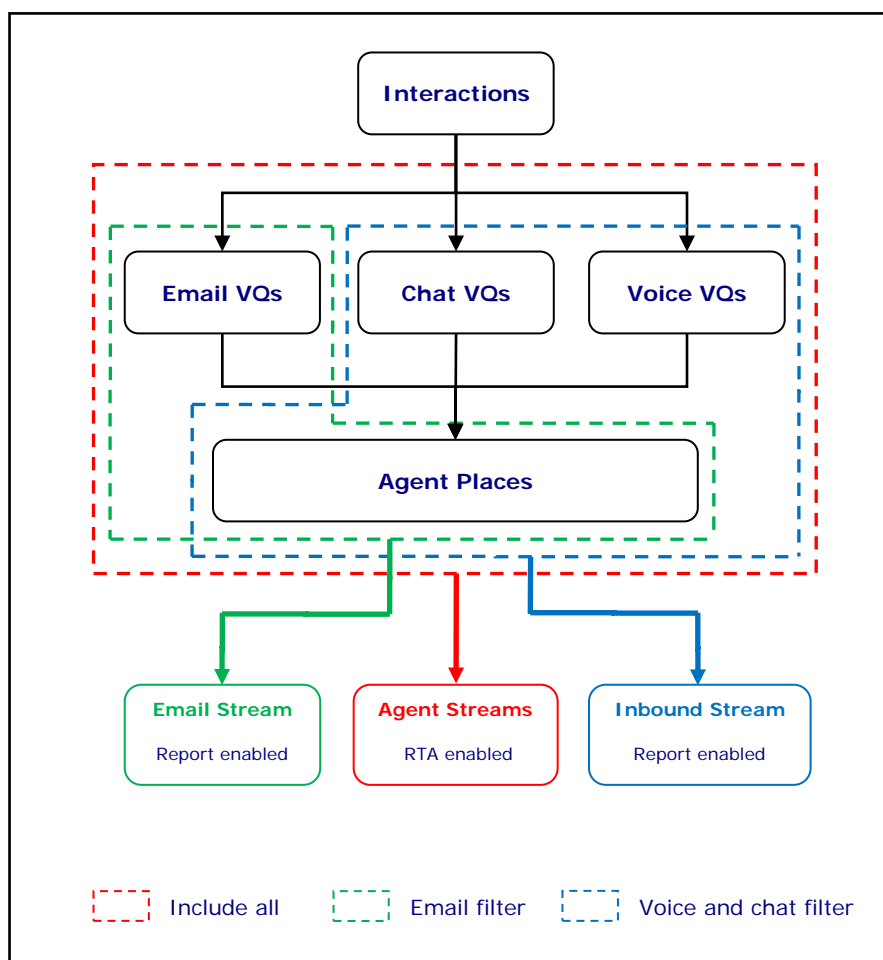 Interactions
Email VQs
Chat VQs
Voice VQs
Agent Places
Email Stream
Report enabled
Agent Streams
RTA enabled
Inbound Stream
Report enabled
Include all
Email filter
Voice and chat filter